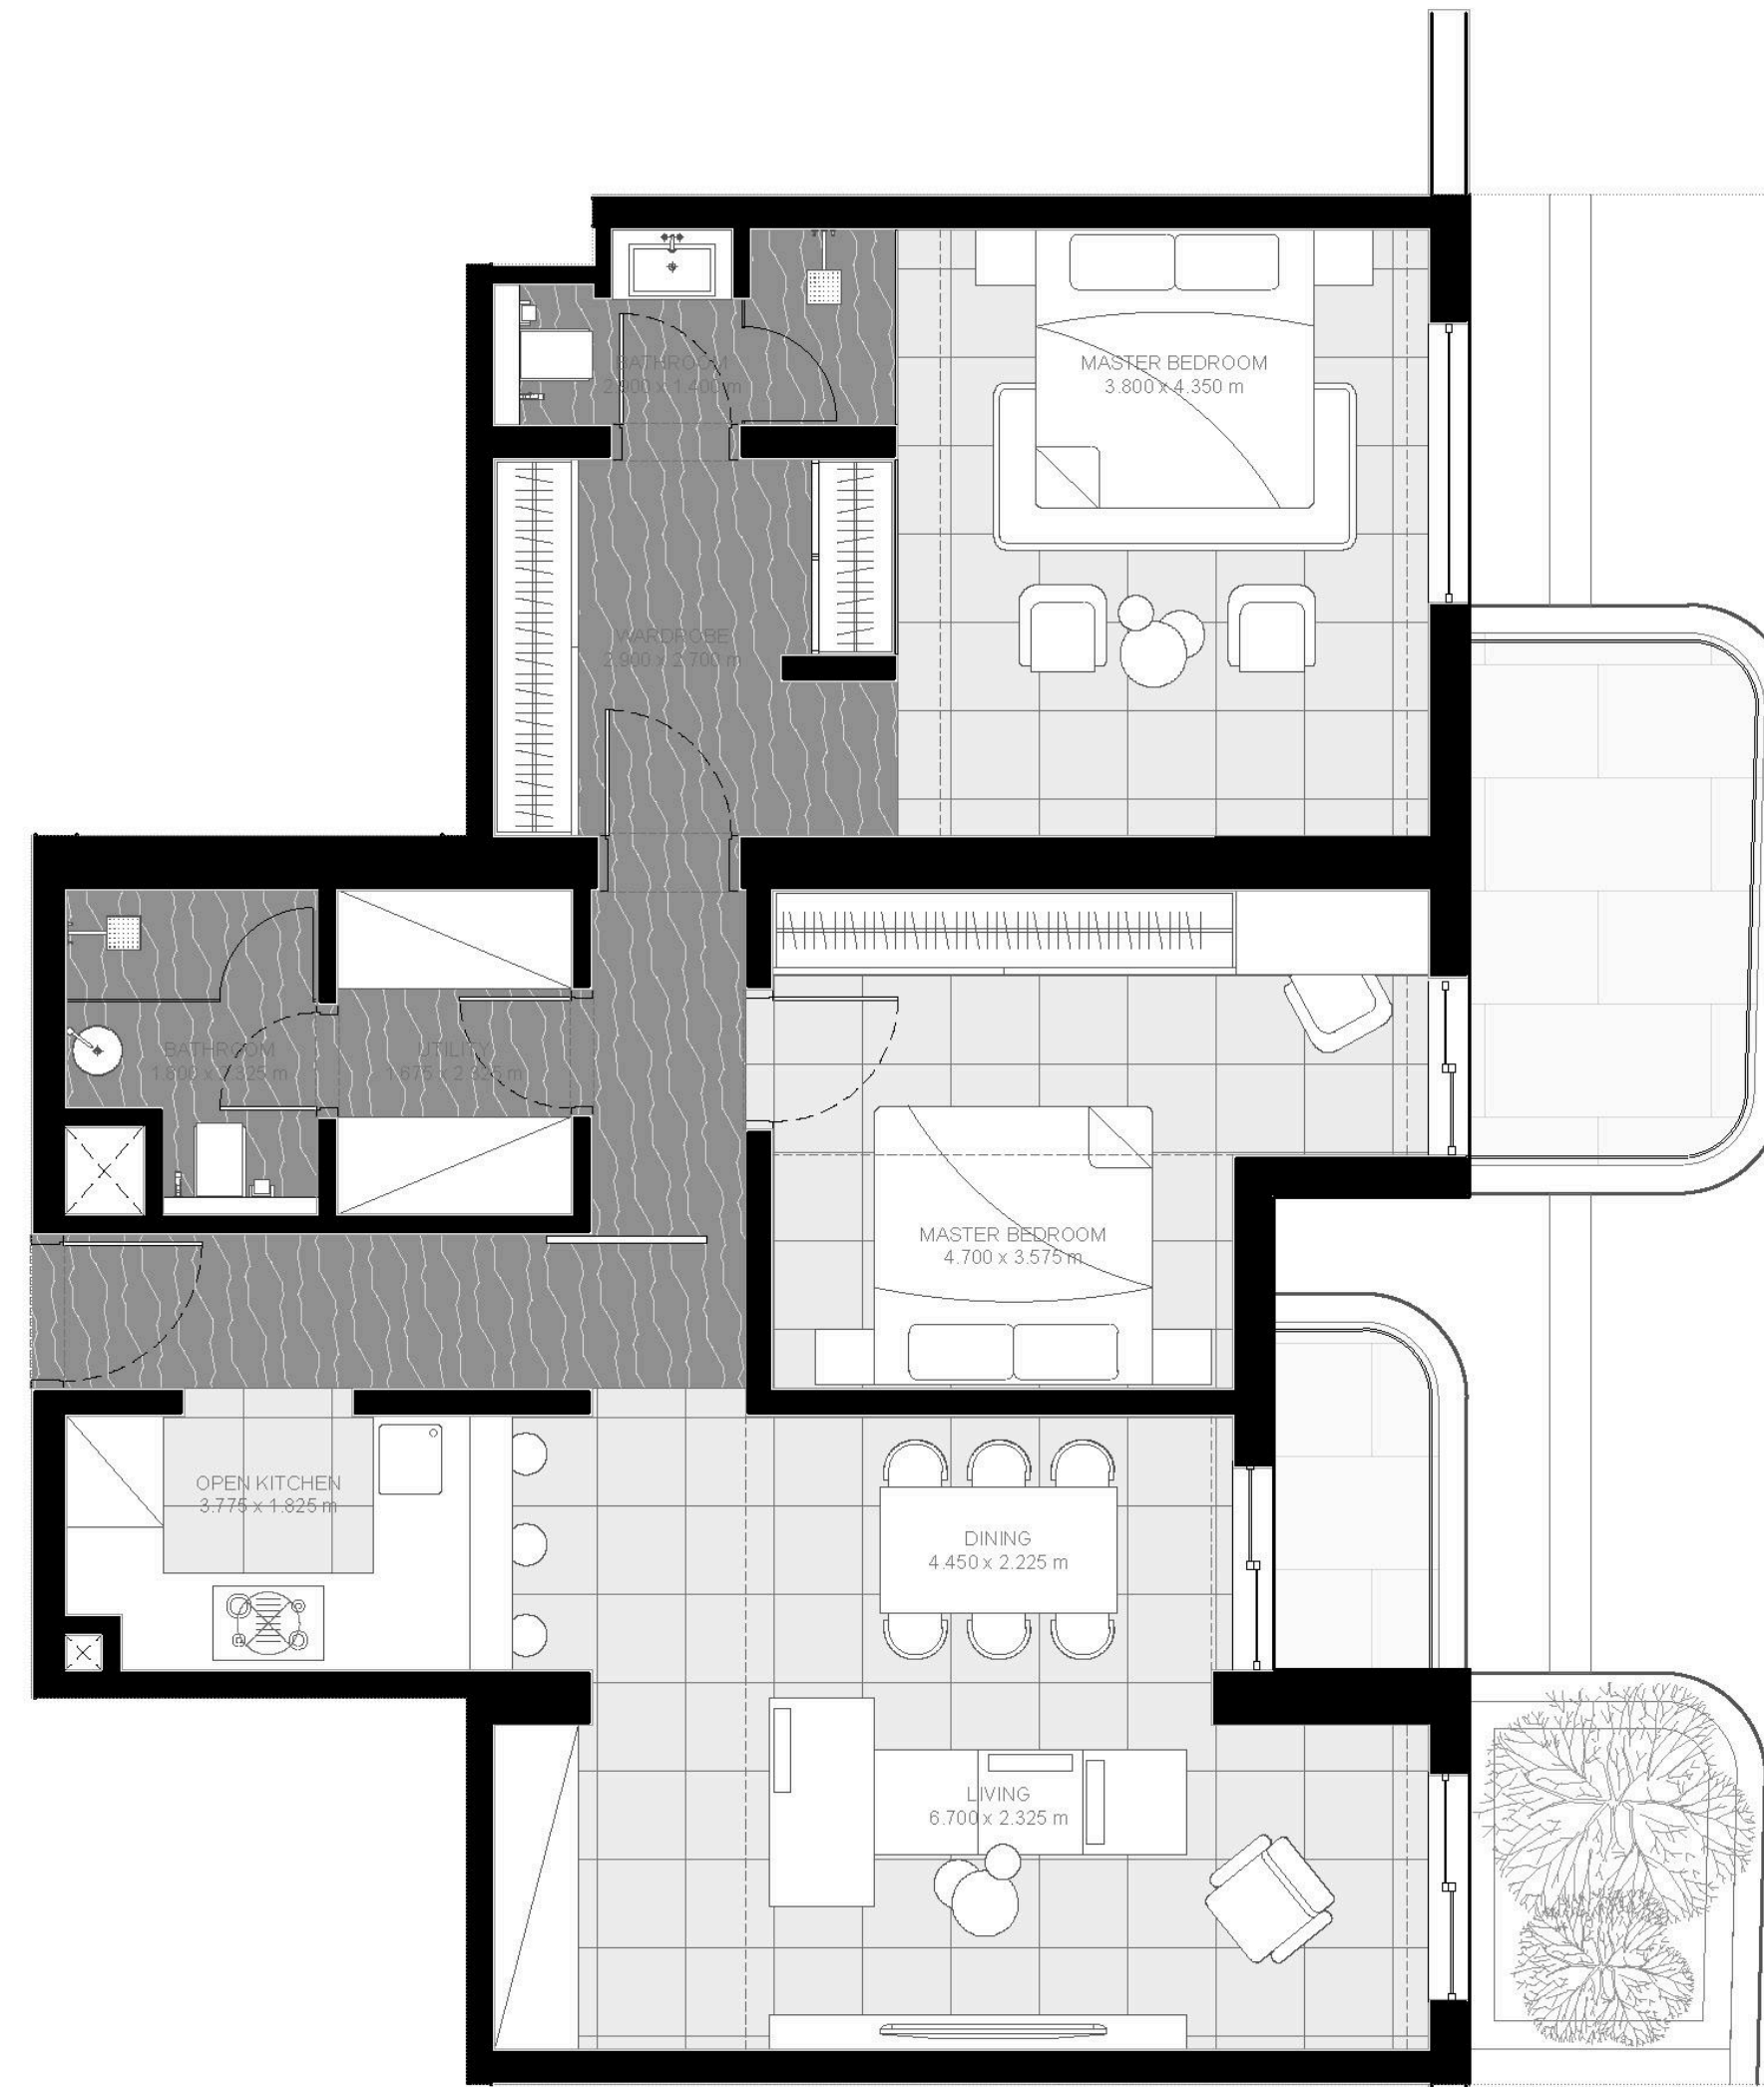 BATHROOM
2.900 x 1.400 m
MASTER BEDROOM
3.800 x 4.350 m
WARDROBE
2.900 x 2.700 m
BATHROOM
1.800 x 2.325 m
UTILITY
1.675 x 2.325 m
MASTER BEDROOM
4.700 x 3.575 m
OPEN KITCHEN
3.775 x 1.825 m
DINING
4.450 x 2.225 m
LIVING
6.700 x 2.325 m